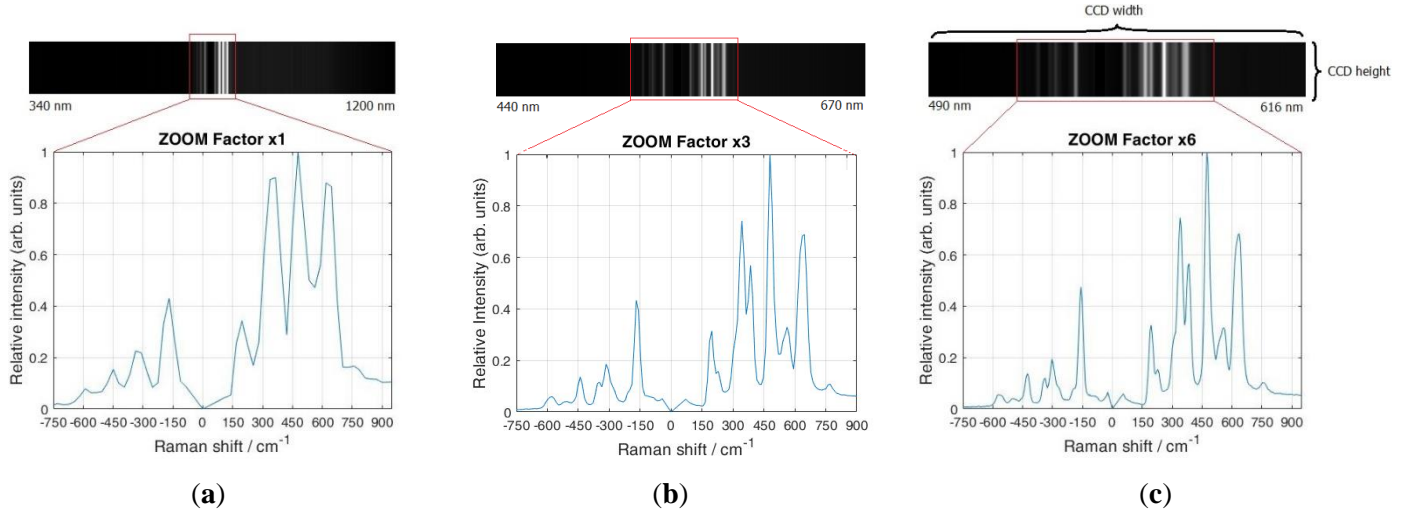 CCD width
CCD height
340 nm
1200 nm
ZOOM Factor x1
Relative intensity (arb. units)
1
0.8
0.6
0.4
0.2
0
-750 -600 -450 -300 -150 0 150 300 450 600 750 900
Raman shift / cm-1
(a)
440 nm
670 nm
ZOOM Factor x3
Relative Intensity (arb. units)
1
0.8
0.6
0.4
0.2
0
-750 -600 -450 -300 -150 0 150 300 450 600 750 900
Raman shift / cm-1
(b)
490 nm
616 nm
ZOOM Factor x6
Relative intensity (arb. units)
1
0.8
0.6
0.4
0.2
0
-750 -600 -450 -300 -150 0 150 300 450 600 750 900
Raman shift / cm-1
(c)